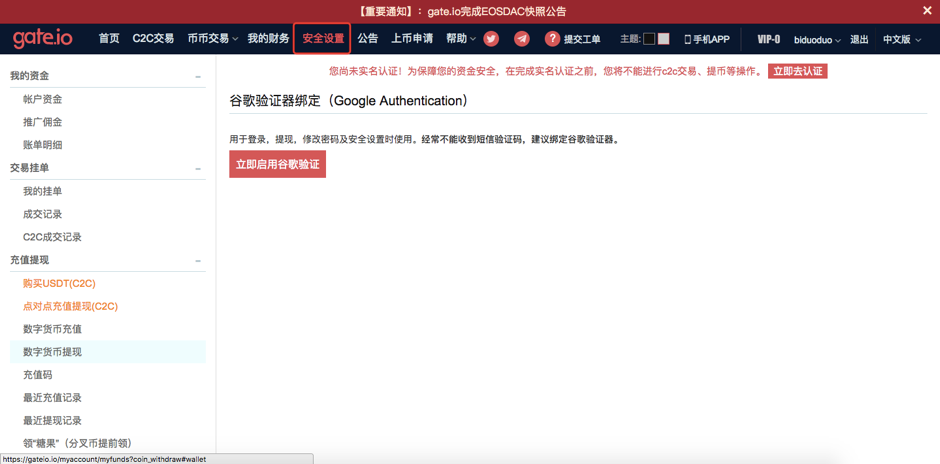 【重要通知】：gate.io完成EOSDAC快照公告 ×
gate.io 首页 C2C交易 币币交易 我的财务 安全设置 公告 上币申请 帮助 ? 提交工单 主题: 手机APP VIP-0 biduoduo 退出 中文版
您尚未实名认证！为保障您的资金安全，在完成实名认证之前，您将不能进行c2c交易、提币等操作。 立即去认证
我的资金 −
帐户资金
推广佣金
账单明细
交易挂单 −
我的挂单
成交记录
C2C成交记录
充值提现 −
购买USDT(C2C)
点对点充值提现(C2C)
数字货币充值
数字货币提现
充值码
最近充值记录
最近提现记录
领“糖果”（分叉币提前领）
谷歌验证器绑定（Google Authentication）
用于登录，提现，修改密码及安全设置时使用。经常不能收到短信验证码，建议绑定谷歌验证器。
立即启用谷歌验证
https://gateio.io/myaccount/myfunds?coin_withdraw#wallet